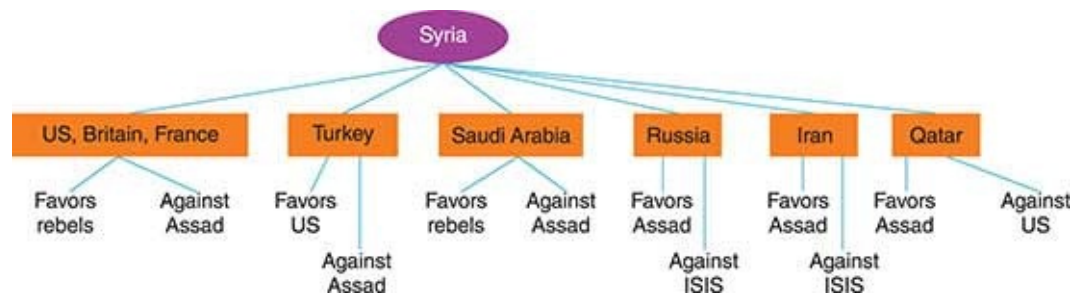 Syria
US, Britain, France
Turkey
Saudi Arabia
Russia
Iran
Qatar
Favors
rebels
Against
Assad
Favors
US
Against
Assad
Favors
rebels
Against
Assad
Favors
Assad
Against
ISIS
Favors
Assad
Against
ISIS
Favors
Assad
Against
US